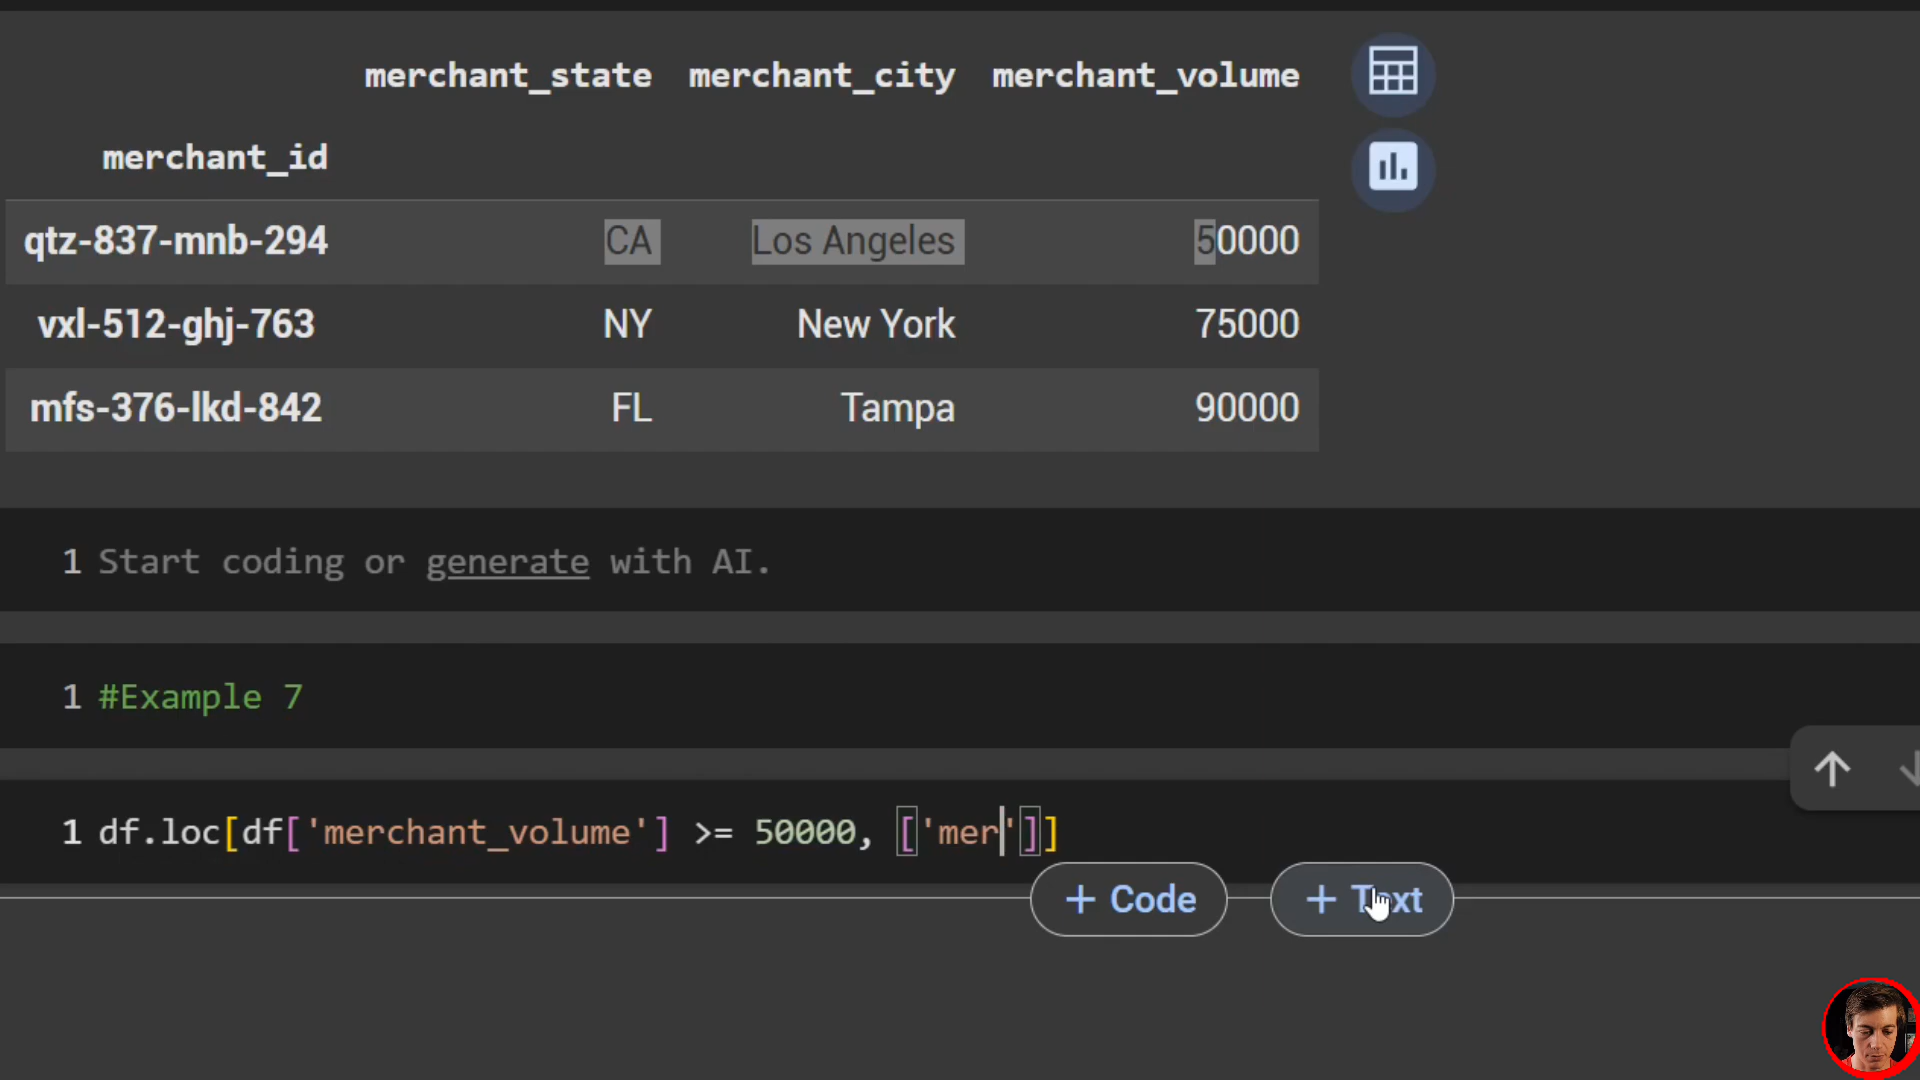 merchant_state merchant_city merchant_volume
merchant_id
qtz-837-mnb-294 CA Los Angeles 50000
vxl-512-ghj-763 NY New York 75000
mfs-376-lkd-842 FL Tampa 90000
1 Start coding or generate with AI.
1 #Example 7
1 df.loc[df['merchant_volume'] >= 50000, ['mer']]
+ Code + Text